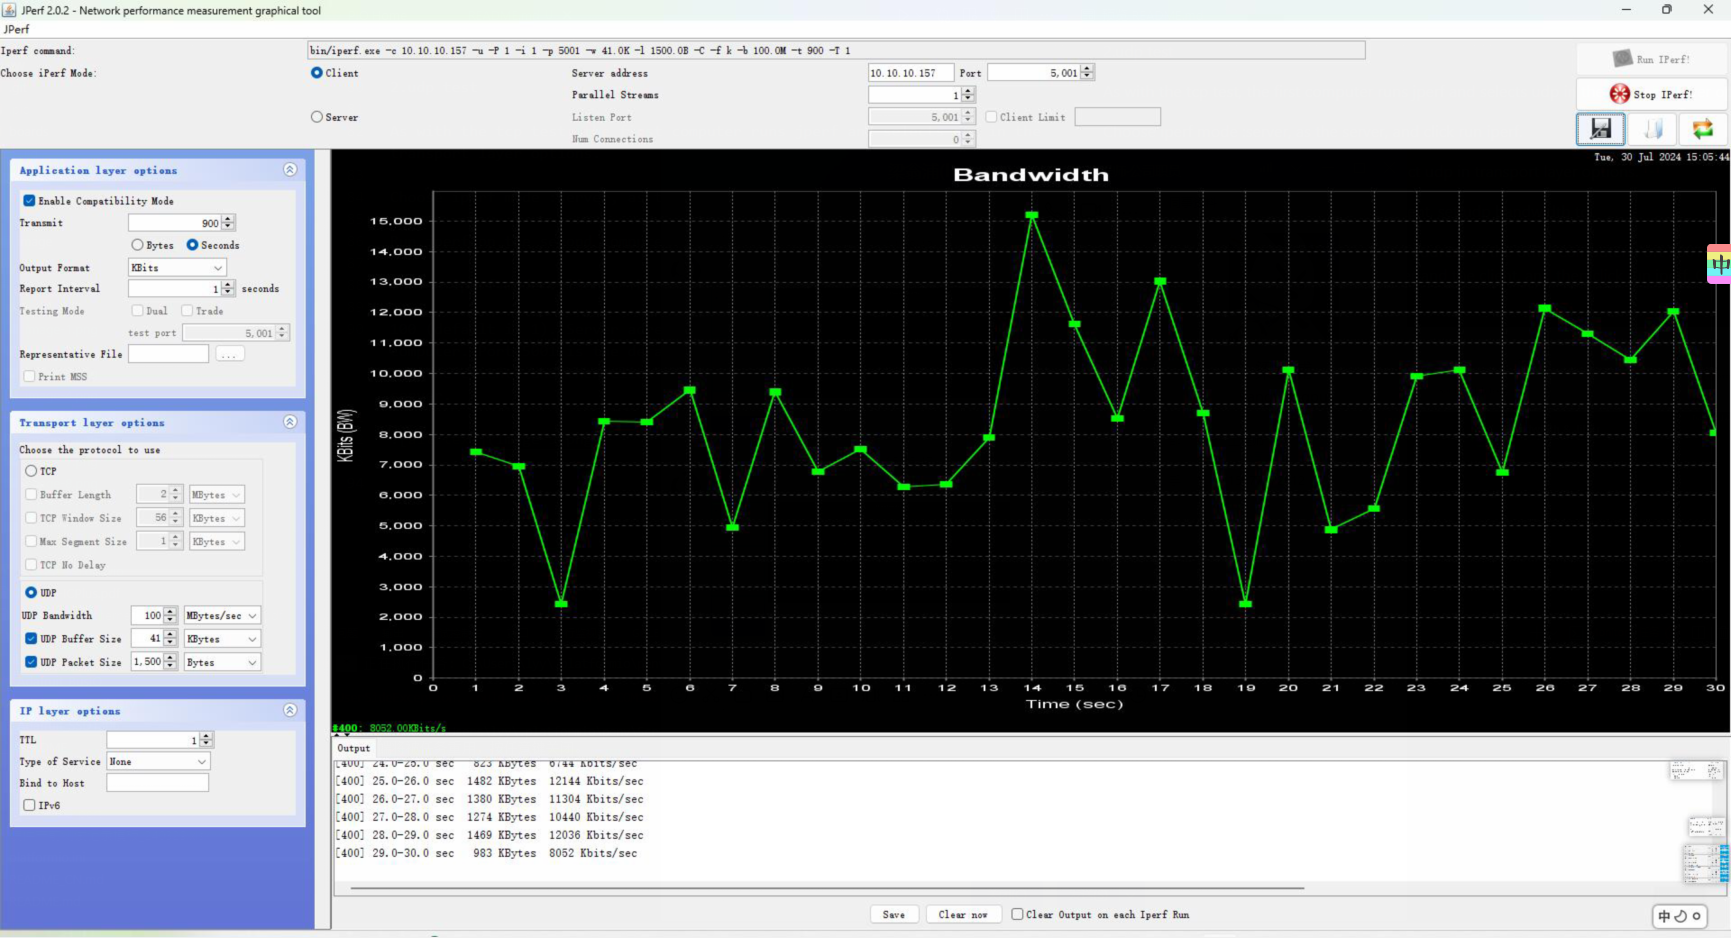 JPerf 2.0.2 - Network performance measurement graphical tool
JPerf
Iperf command:
bin/iperf.exe -c 10.10.10.157 -u -P 1 -i 1 -p 5001 -w 41.0K -l 1500.0B -C -f k -b 100.0M -t 900 -T 1
Choose iPerf Mode:
Client
Server address
10.10.10.157
Port
5,001
Parallel Streams
1
Server
Listen Port
5,001
Client Limit
Num Connections
0
Run IPerf!
Stop IPerf!
Application layer options
Enable Compatibility Mode
Transmit
900
Bytes
Seconds
Output Format
KBits
Report Interval
1
seconds
Testing Mode
Dual
Trade
test port
5,001
Representative File
...
Print MSS
Transport layer options
Choose the protocol to use
TCP
Buffer Length
2
MBytes
TCP Window Size
56
KBytes
Max Segment Size
1
KBytes
TCP No Delay
UDP
UDP Bandwidth
100
MBytes/sec
UDP Buffer Size
41
KBytes
UDP Packet Size
1,500
Bytes
IP layer options
TTL
1
Type of Service
None
Bind to Host
IPv6
Tue, 30 Jul 2024 15:05:44
Bandwidth
15,000
14,000
13,000
12,000
11,000
10,000
9,000
8,000
7,000
6,000
5,000
4,000
3,000
2,000
1,000
0
KBits (BW)
0 1 2 3 4 5 6 7 8 9 10 11 12 13 14 15 16 17 18 19 20 21 22 23 24 25 26 27 28 29 30
Time (sec)
#400: 8052.00KBits/s
中
Output
[400] 24.0-25.0 sec 823 KBytes 6744 Kbits/sec
[400] 25.0-26.0 sec 1482 KBytes 12144 Kbits/sec
[400] 26.0-27.0 sec 1380 KBytes 11304 Kbits/sec
[400] 27.0-28.0 sec 1274 KBytes 10440 Kbits/sec
[400] 28.0-29.0 sec 1469 KBytes 12036 Kbits/sec
[400] 29.0-30.0 sec 983 KBytes 8052 Kbits/sec
Save
Clear now
Clear Output on each Iperf Run
中